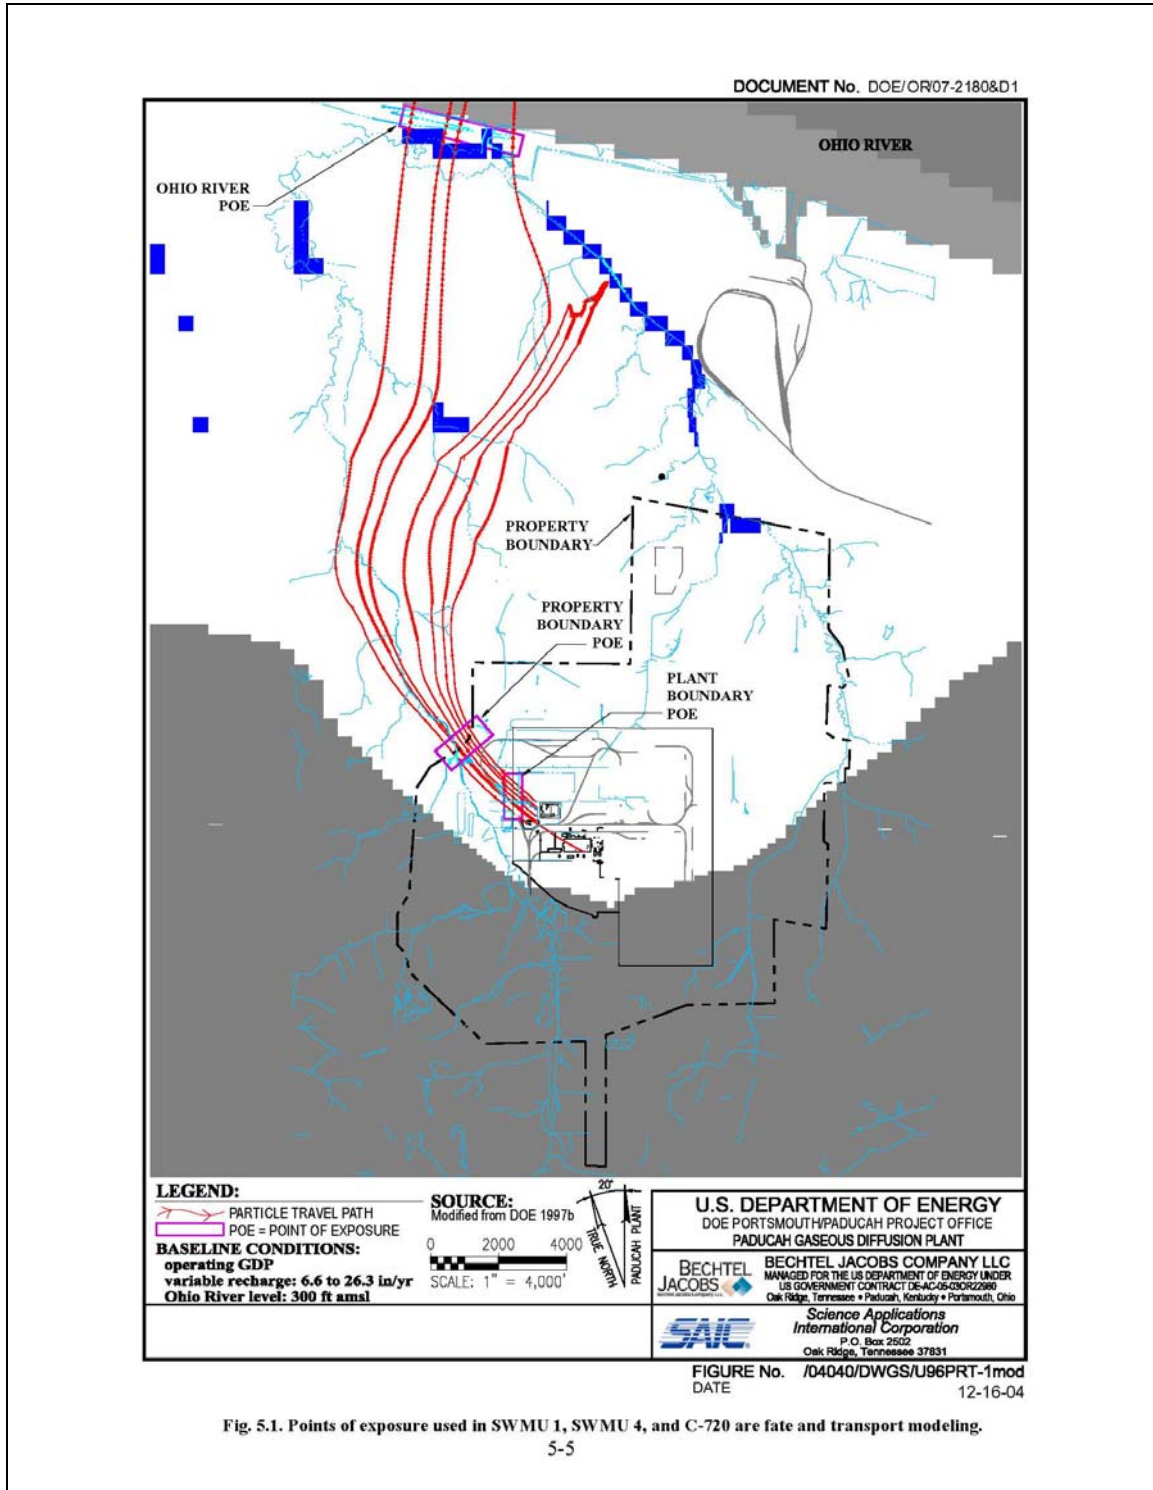 DOCUMENT No. DOE/OR/07-2180&D1
OHIO RIVER
OHIO RIVER
POE
PROPERTY
BOUNDARY
PROPERTY
BOUNDARY
POE
PLANT
BOUNDARY
POE
LEGEND:
PARTICLE TRAVEL PATH
POE = POINT OF EXPOSURE
BASELINE CONDITIONS:
operating GDP
variable recharge: 6.6 to 26.3 in/yr
Ohio River level: 300 ft amsl
SOURCE:
Modified from DOE 1997b
0 2000 4000
SCALE: 1" = 4,000'
20°
TRUE NORTH
PADUCAH PLANT
U.S. DEPARTMENT OF ENERGY
DOE PORTSMOUTH/PADUCAH PROJECT OFFICE
PADUCAH GASEOUS DIFFUSION PLANT
BECHTEL
JACOBS
Bechtel Jacobs Company LLC
BECHTEL JACOBS COMPANY LLC
MANAGED FOR THE US DEPARTMENT OF ENERGY UNDER
US GOVERNMENT CONTRACT DE-AC-05-03OR22980
Oak Ridge, Tennessee • Paducah, Kentucky • Portsmouth, Ohio
SAIC
Science Applications
International Corporation
P.O. Box 2502
Oak Ridge, Tennessee 37831
FIGURE No. /04040/DWGS/U96PRT-1mod
DATE 12-16-04
Fig. 5.1. Points of exposure used in SWMU 1, SWMU 4, and C-720 are fate and transport modeling.
5-5